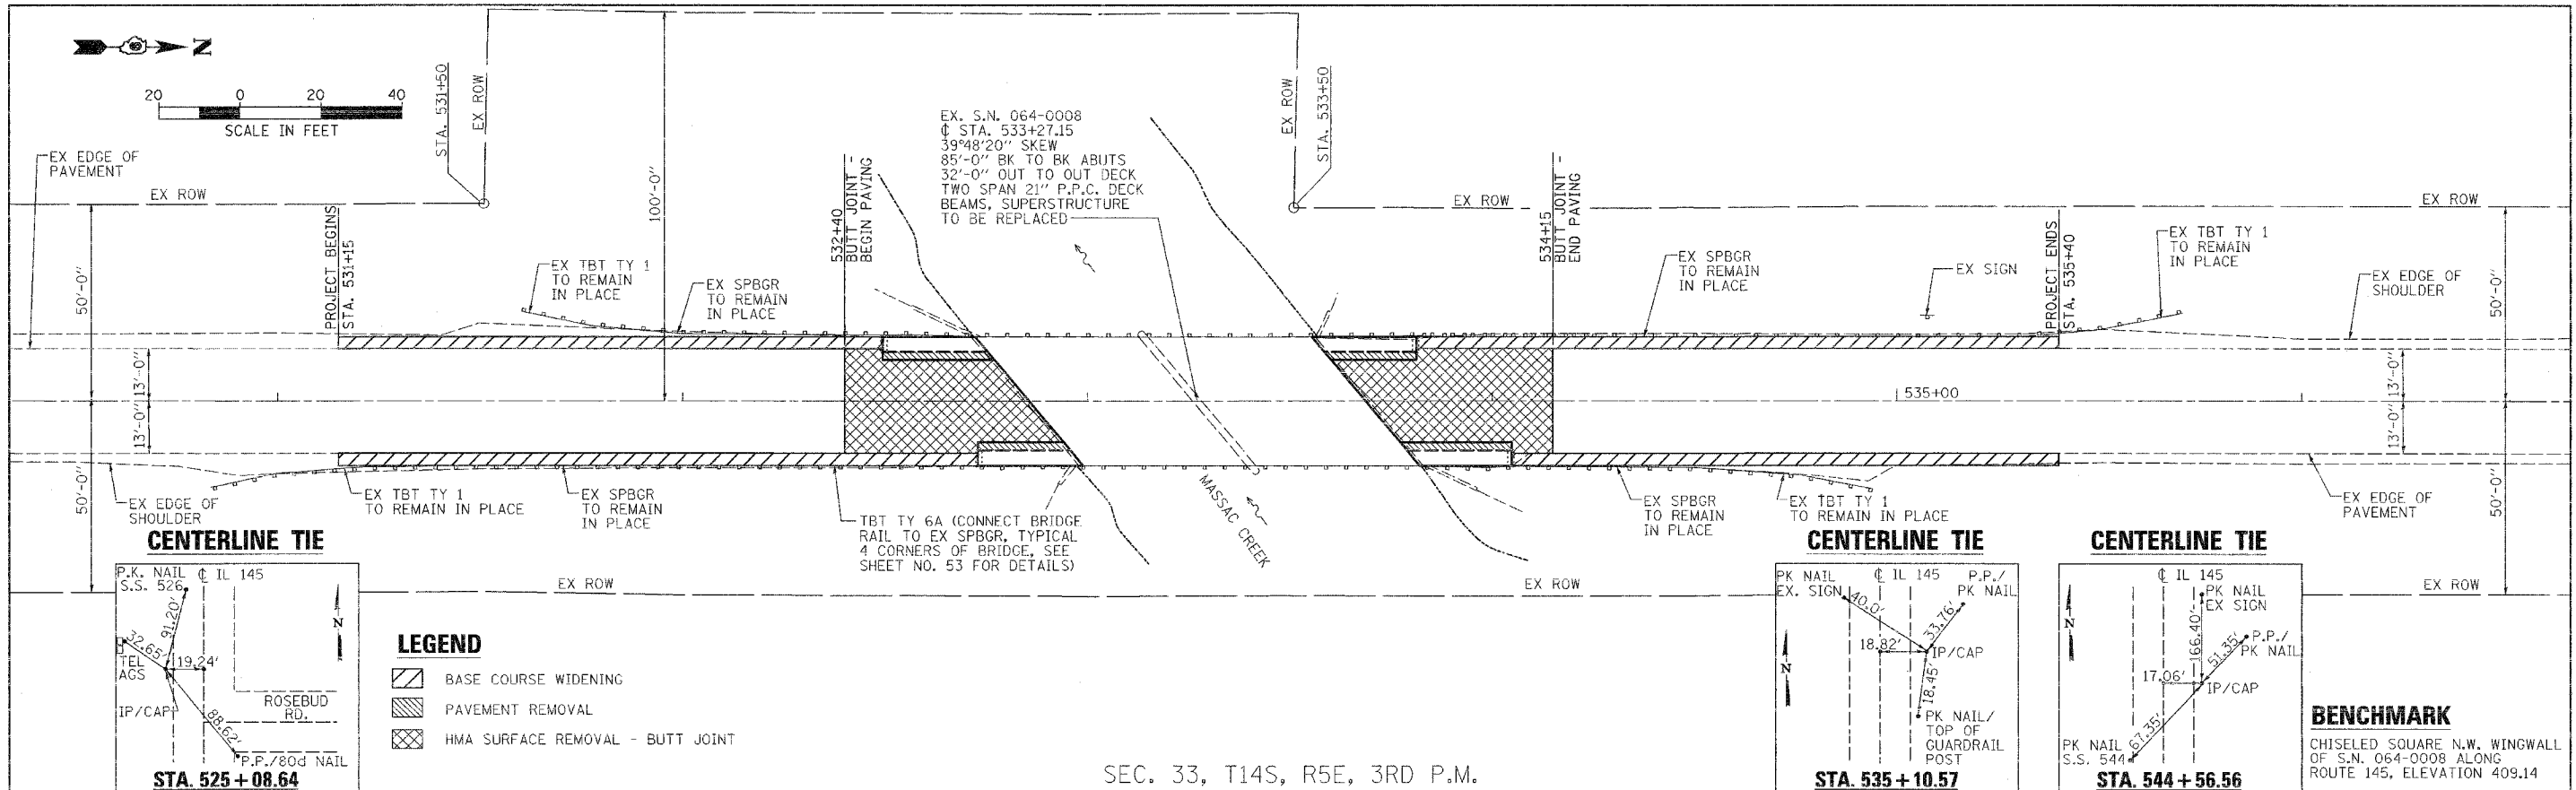 N
20 0 20 40
SCALE IN FEET
STA. 531+50
EX ROW
EX ROW
STA. 533+50
EX EDGE OF
PAVEMENT
EX ROW
PROJECT BEGINS
STA. 531+15
50'-0"
100'-0"
532+40
BUTT JOINT -
BEGIN PAVING
EX. S.N. 064-0008
℄ STA. 533+27.15
39°48'20" SKEW
85'-0" BK TO BK ABUTS
32'-0" OUT TO OUT DECK
TWO SPAN 21" P.P.C. DECK
BEAMS, SUPERSTRUCTURE
TO BE REPLACED
534+15
BUTT JOINT -
END PAVING
EX ROW
EX ROW
EX TBT TY 1
TO REMAIN
IN PLACE
EX SPBGR
TO REMAIN
IN PLACE
EX SPBGR
TO REMAIN
IN PLACE
EX SIGN
PROJECT ENDS
STA. 535+40
EX TBT TY 1
TO REMAIN
IN PLACE
EX EDGE OF
SHOULDER
50'-0"
13'-0"
13'-0"
535+00
13'-0"
13'-0"
50'-0"
EX EDGE OF
SHOULDER
EX TBT TY 1
TO REMAIN IN PLACE
EX SPBGR
TO REMAIN
IN PLACE
TBT TY 6A (CONNECT BRIDGE
RAIL TO EX SPBGR, TYPICAL
4 CORNERS OF BRIDGE, SEE
SHEET NO. 53 FOR DETAILS)
MASSAC CREEK
EX SPBGR
TO REMAIN
IN PLACE
EX TBT TY 1
TO REMAIN IN PLACE
EX EDGE OF
PAVEMENT
50'-0"
EX ROW
EX ROW
EX ROW
CENTERLINE TIE
P.K. NAIL
S.S. 526
℄ IL 145
91.20'
32.65'
19.24'
TEL
AGS
N
IP/CAP
ROSEBUD
RD.
88.62'
P.P./80d NAIL
STA. 525+08.64
LEGEND
BASE COURSE WIDENING
PAVEMENT REMOVAL
HMA SURFACE REMOVAL - BUTT JOINT
SEC. 33, T14S, R5E, 3RD P.M.
CENTERLINE TIE
PK NAIL
EX. SIGN
℄ IL 145
P.P./
PK NAIL
40.0'
33.76'
18.82'
IP/CAP
N
18.45'
PK NAIL/
TOP OF
GUARDRAIL
POST
STA. 535+10.57
CENTERLINE TIE
℄ IL 145
PK NAIL
EX SIGN
N
166.40'
51.35'
P.P./
PK NAIL
17.06'
IP/CAP
67.35'
PK NAIL
S.S. 544
STA. 544+56.56
BENCHMARK
CHISELED SQUARE N.W. WINGWALL
OF S.N. 064-0008 ALONG
ROUTE 145, ELEVATION 409.14